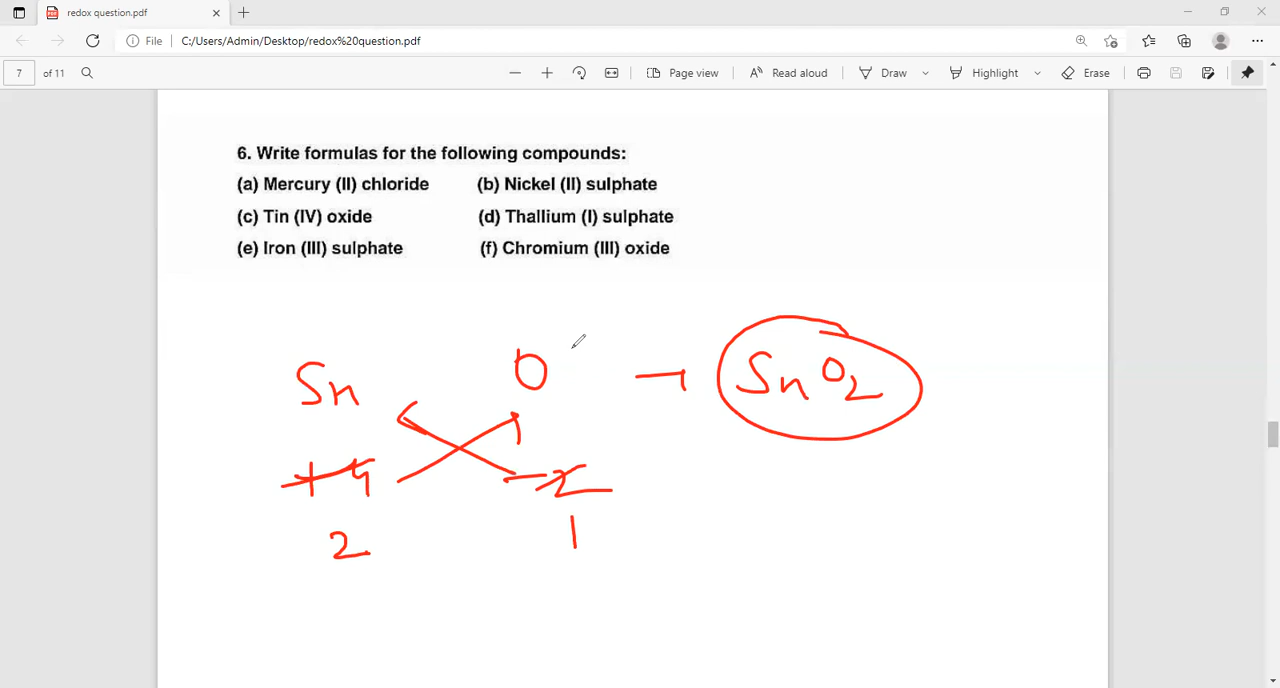 redox question.pdf
File C:/Users/Admin/Desktop/redox%20question.pdf
7 of 11 Page view Read aloud Draw Highlight Erase
6. Write formulas for the following compounds:
(a) Mercury (II) chloride (b) Nickel (II) sulphate
(c) Tin (IV) oxide (d) Thallium (I) sulphate
(e) Iron (III) sulphate (f) Chromium (III) oxide
Sn O → SnO2
+4 -2
2 1